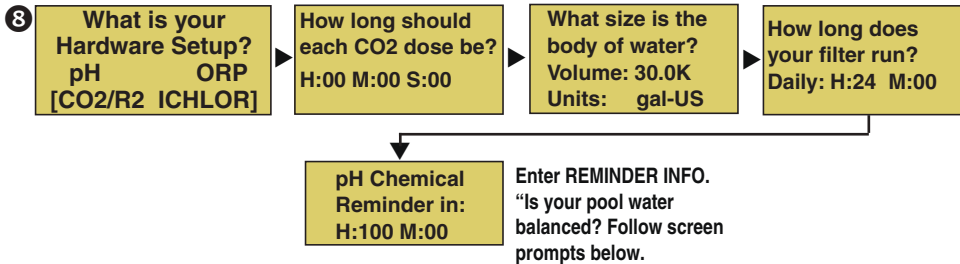 8
What is your
Hardware Setup?
pH ORP
[CO2/R2 ICHLOR]
How long should
each CO2 dose be?
H:00 M:00 S:00
What size is the
body of water?
Volume: 30.0K
Units: gal-US
How long does
your filter run?
Daily: H:24 M:00
pH Chemical
Reminder in:
H:100 M:00
Enter REMINDER INFO.
“Is your pool water
balanced? Follow screen
prompts below.